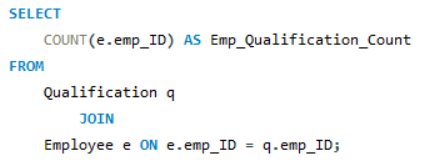 SELECT
COUNT(e.emp_ID) AS Emp_Qualification_Count
FROM
Qualification q
JOIN
Employee e ON e.emp_ID = q.emp_ID;